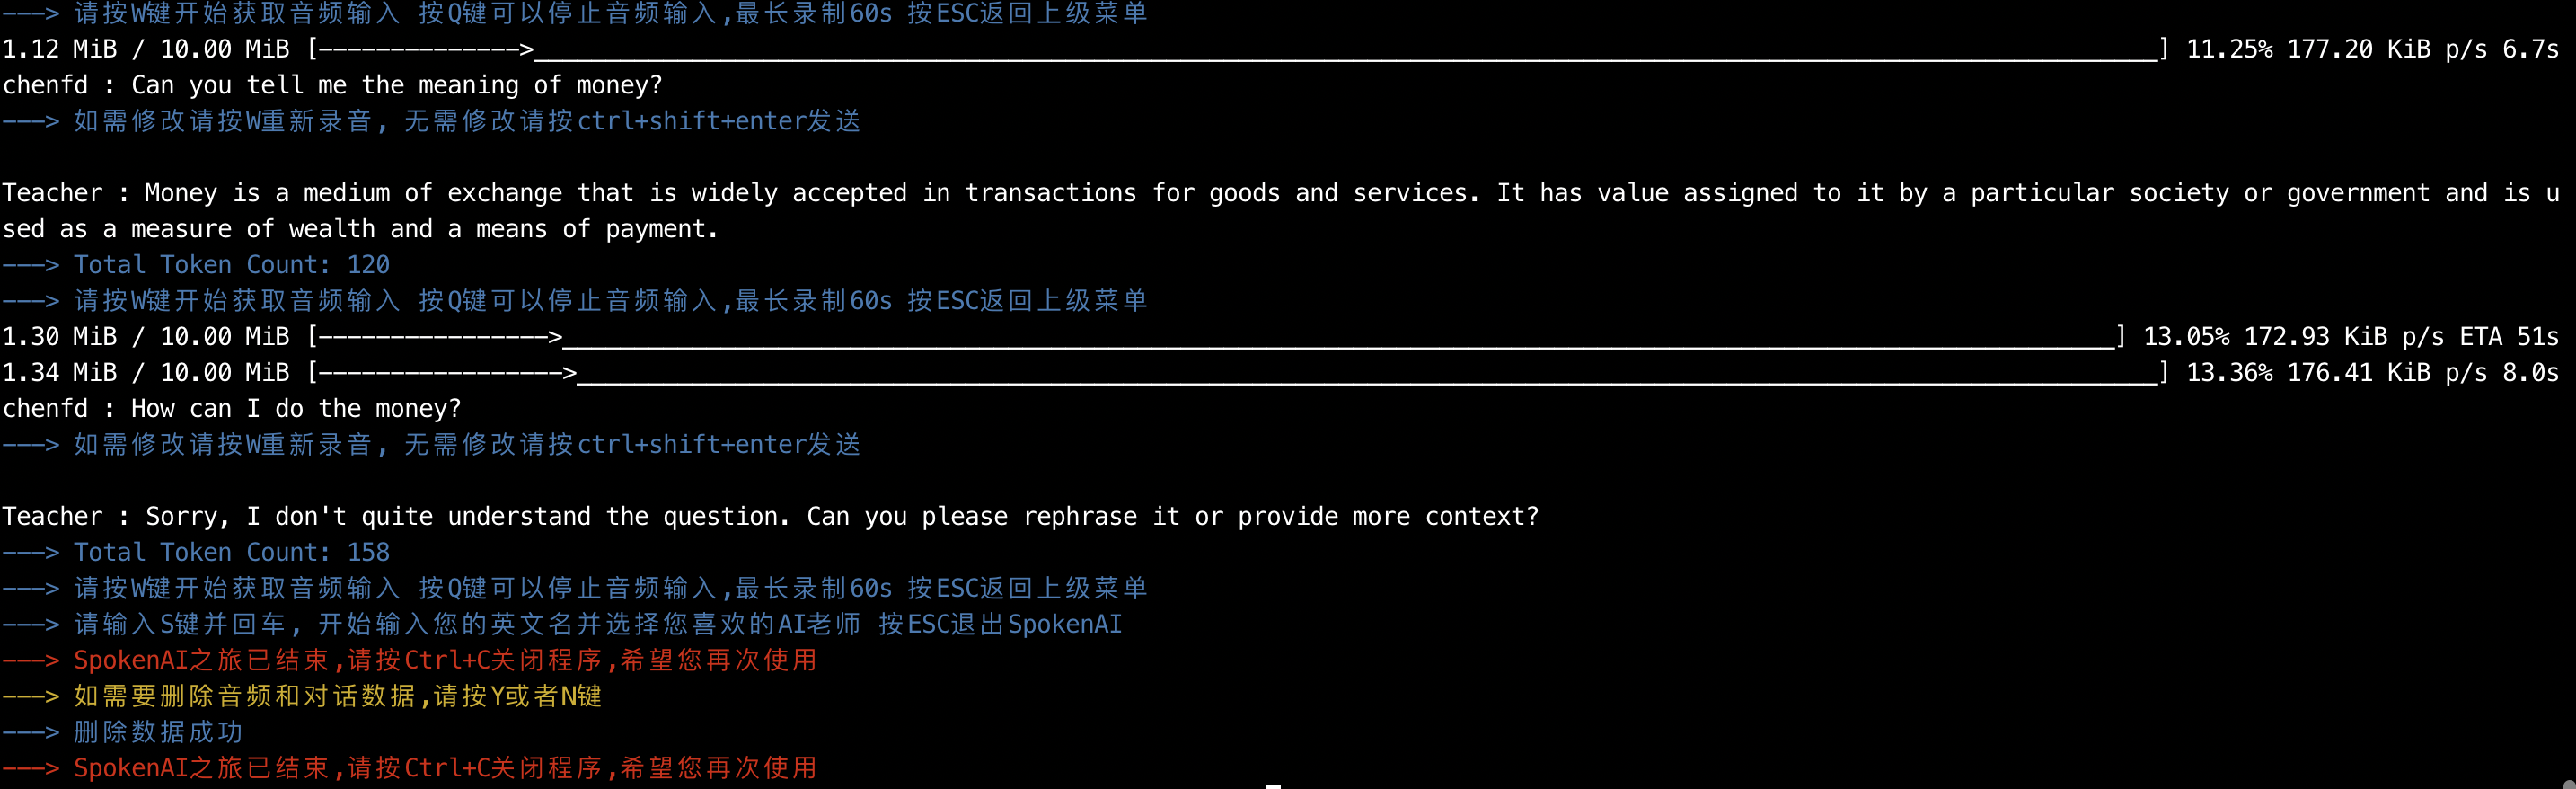 ---> 请按W键开始获取音频输入 按Q键可以停止音频输入,最长录制60s 按ESC返回上级菜单
1.12 MiB / 10.00 MiB [-------------->______________________________________________________________] 11.25% 177.20 KiB p/s 6.7s
chenfd : Can you tell me the meaning of money?
---> 如需修改请按W重新录音, 无需修改请按ctrl+shift+enter发送
Teacher : Money is a medium of exchange that is widely accepted in transactions for goods and services. It has value assigned to it by a particular society or government and is u
sed as a measure of wealth and a means of payment.
---> Total Token Count: 120
---> 请按W键开始获取音频输入 按Q键可以停止音频输入,最长录制60s 按ESC返回上级菜单
1.30 MiB / 10.00 MiB [---------------->____________________________________________________________] 13.05% 172.93 KiB p/s ETA 51s
1.34 MiB / 10.00 MiB [----------------->___________________________________________________________] 13.36% 176.41 KiB p/s 8.0s
chenfd : How can I do the money?
---> 如需修改请按W重新录音, 无需修改请按ctrl+shift+enter发送
Teacher : Sorry, I don't quite understand the question. Can you please rephrase it or provide more context?
---> Total Token Count: 158
---> 请按W键开始获取音频输入 按Q键可以停止音频输入,最长录制60s 按ESC返回上级菜单
---> 请输入S键并回车, 开始输入您的英文名并选择您喜欢的AI老师 按ESC退出SpokenAI
---> SpokenAI之旅已结束,请按Ctrl+C关闭程序,希望您再次使用
---> 如需要删除音频和对话数据,请按Y或者N键
---> 删除数据成功
---> SpokenAI之旅已结束,请按Ctrl+C关闭程序,希望您再次使用